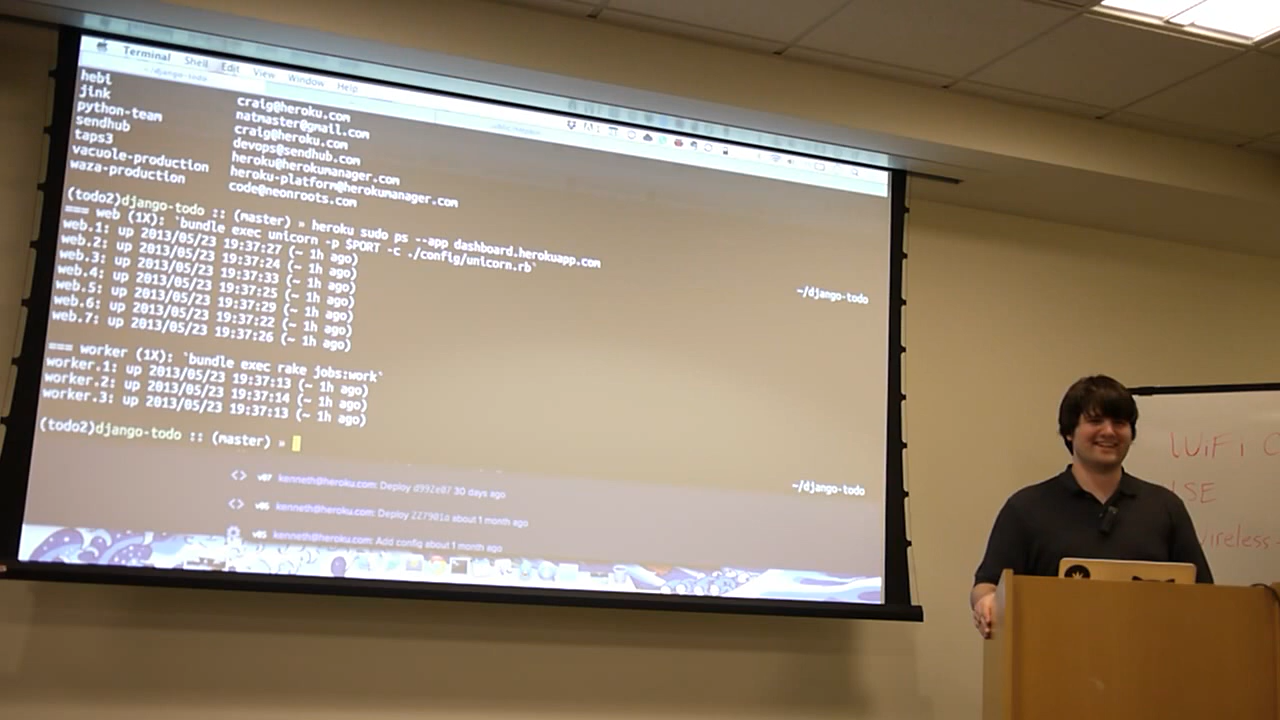 Terminal Shell Edit View Window Help
~/django-todo
hebi craig@heroku.com
jink natmaster@gmail.com
python-team craig@heroku.com
sendhub devops@sendhub.com
taps3 heroku@herokumanager.com
vacuole-production heroku-platform@herokumanager.com
waza-production code@neonroots.com
(todo2)django-todo :: (master) » heroku sudo ps --app dashboard.herokuapp.com
=== web (1X): `bundle exec unicorn -p $PORT -c ./config/unicorn.rb`
web.1: up 2013/05/23 19:37:27 (~ 1h ago)
web.2: up 2013/05/23 19:37:24 (~ 1h ago)
web.3: up 2013/05/23 19:37:33 (~ 1h ago)
web.4: up 2013/05/23 19:37:25 (~ 1h ago)
web.5: up 2013/05/23 19:37:29 (~ 1h ago)
web.6: up 2013/05/23 19:37:22 (~ 1h ago)
web.7: up 2013/05/23 19:37:26 (~ 1h ago)
~/django-todo
=== worker (1X): `bundle exec rake jobs:work`
worker.1: up 2013/05/23 19:37:13 (~ 1h ago)
worker.2: up 2013/05/23 19:37:14 (~ 1h ago)
worker.3: up 2013/05/23 19:37:13 (~ 1h ago)
(todo2)django-todo :: (master) »
~/django-todo
v87 kenneth@heroku.com: Deploy d992e07 30 days ago
v86 kenneth@heroku.com: Deploy 227901a about 1 month ago
v85 kenneth@heroku.com: Add config about 1 month ago
WiFi
wireless-